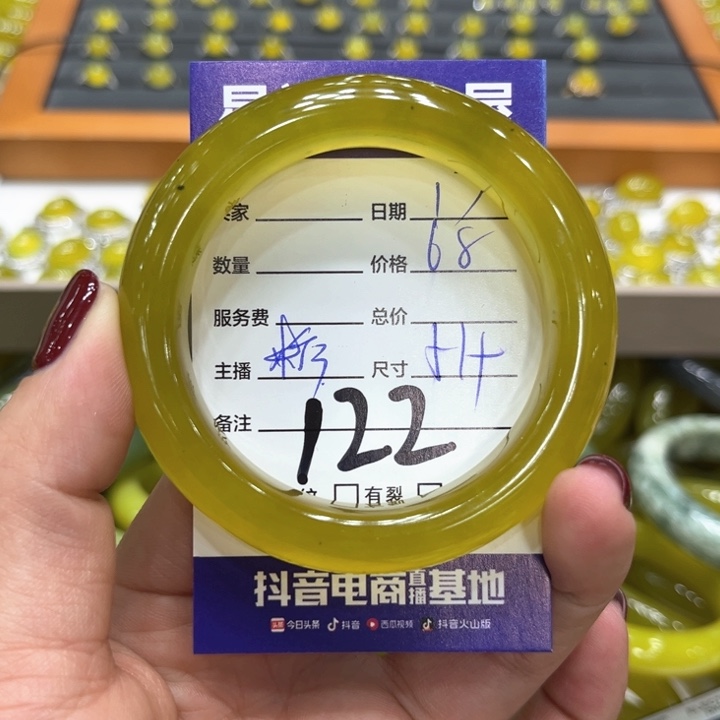 家 日期
68
数量 价格
服务费 总价
主播 尺寸
122
备注
有裂
抖音电商直播基地
头条 今日头条 抖音 西瓜视频 抖音火山版